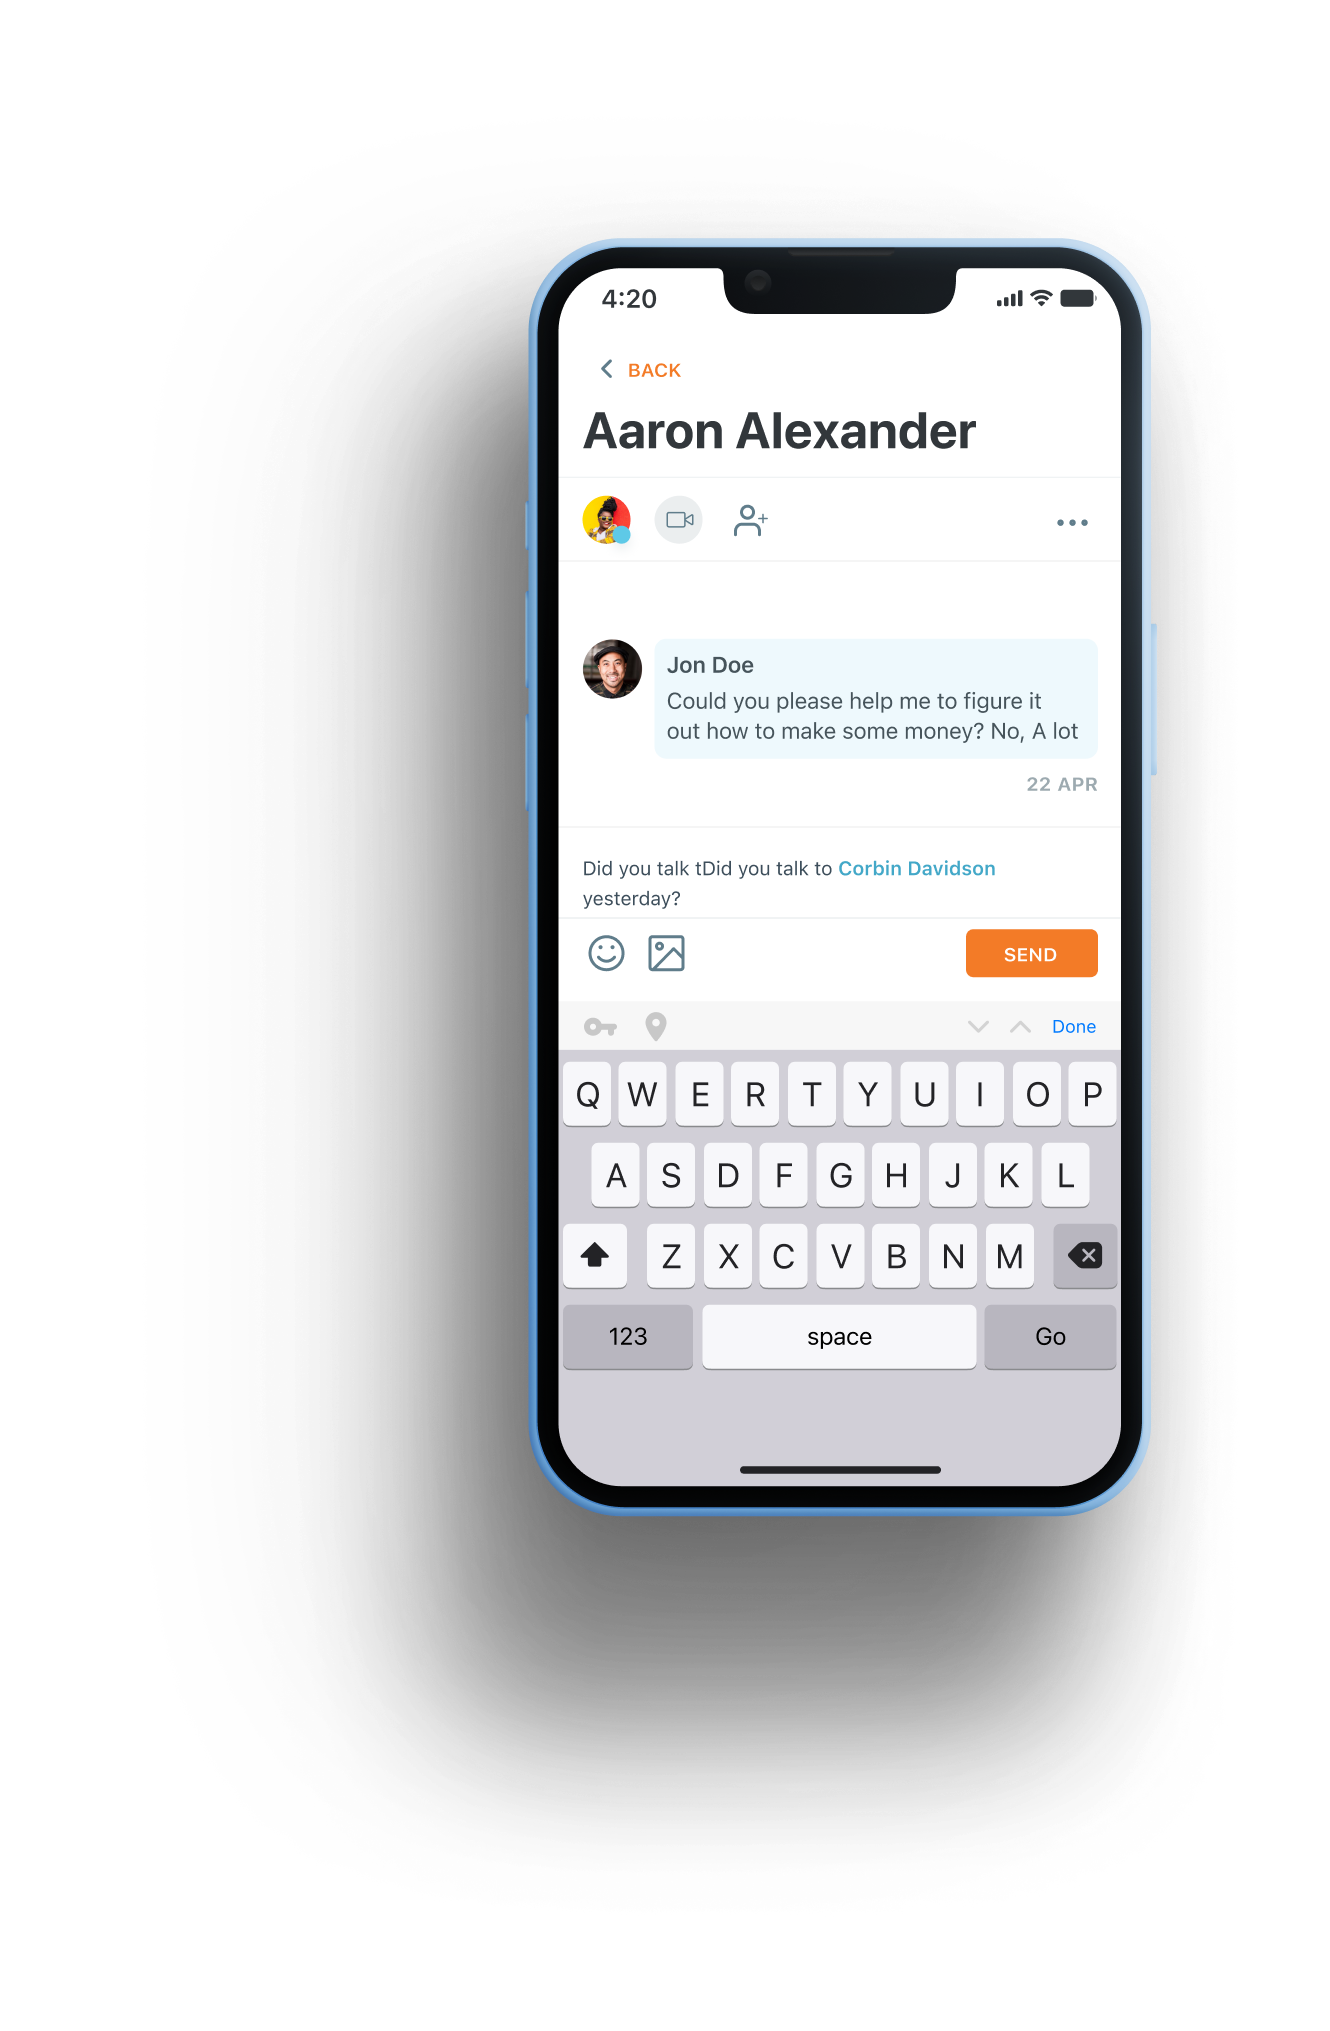 4:20
BACK
Aaron Alexander
Jon Doe
Could you please help me to figure it
out how to make some money? No, A lot
22 APR
Did you talk tDid you talk to Corbin Davidson
yesterday?
SEND
Done
Q W E R T Y U I O P
A S D F G H J K L
Z X C V B N M
123 space Go